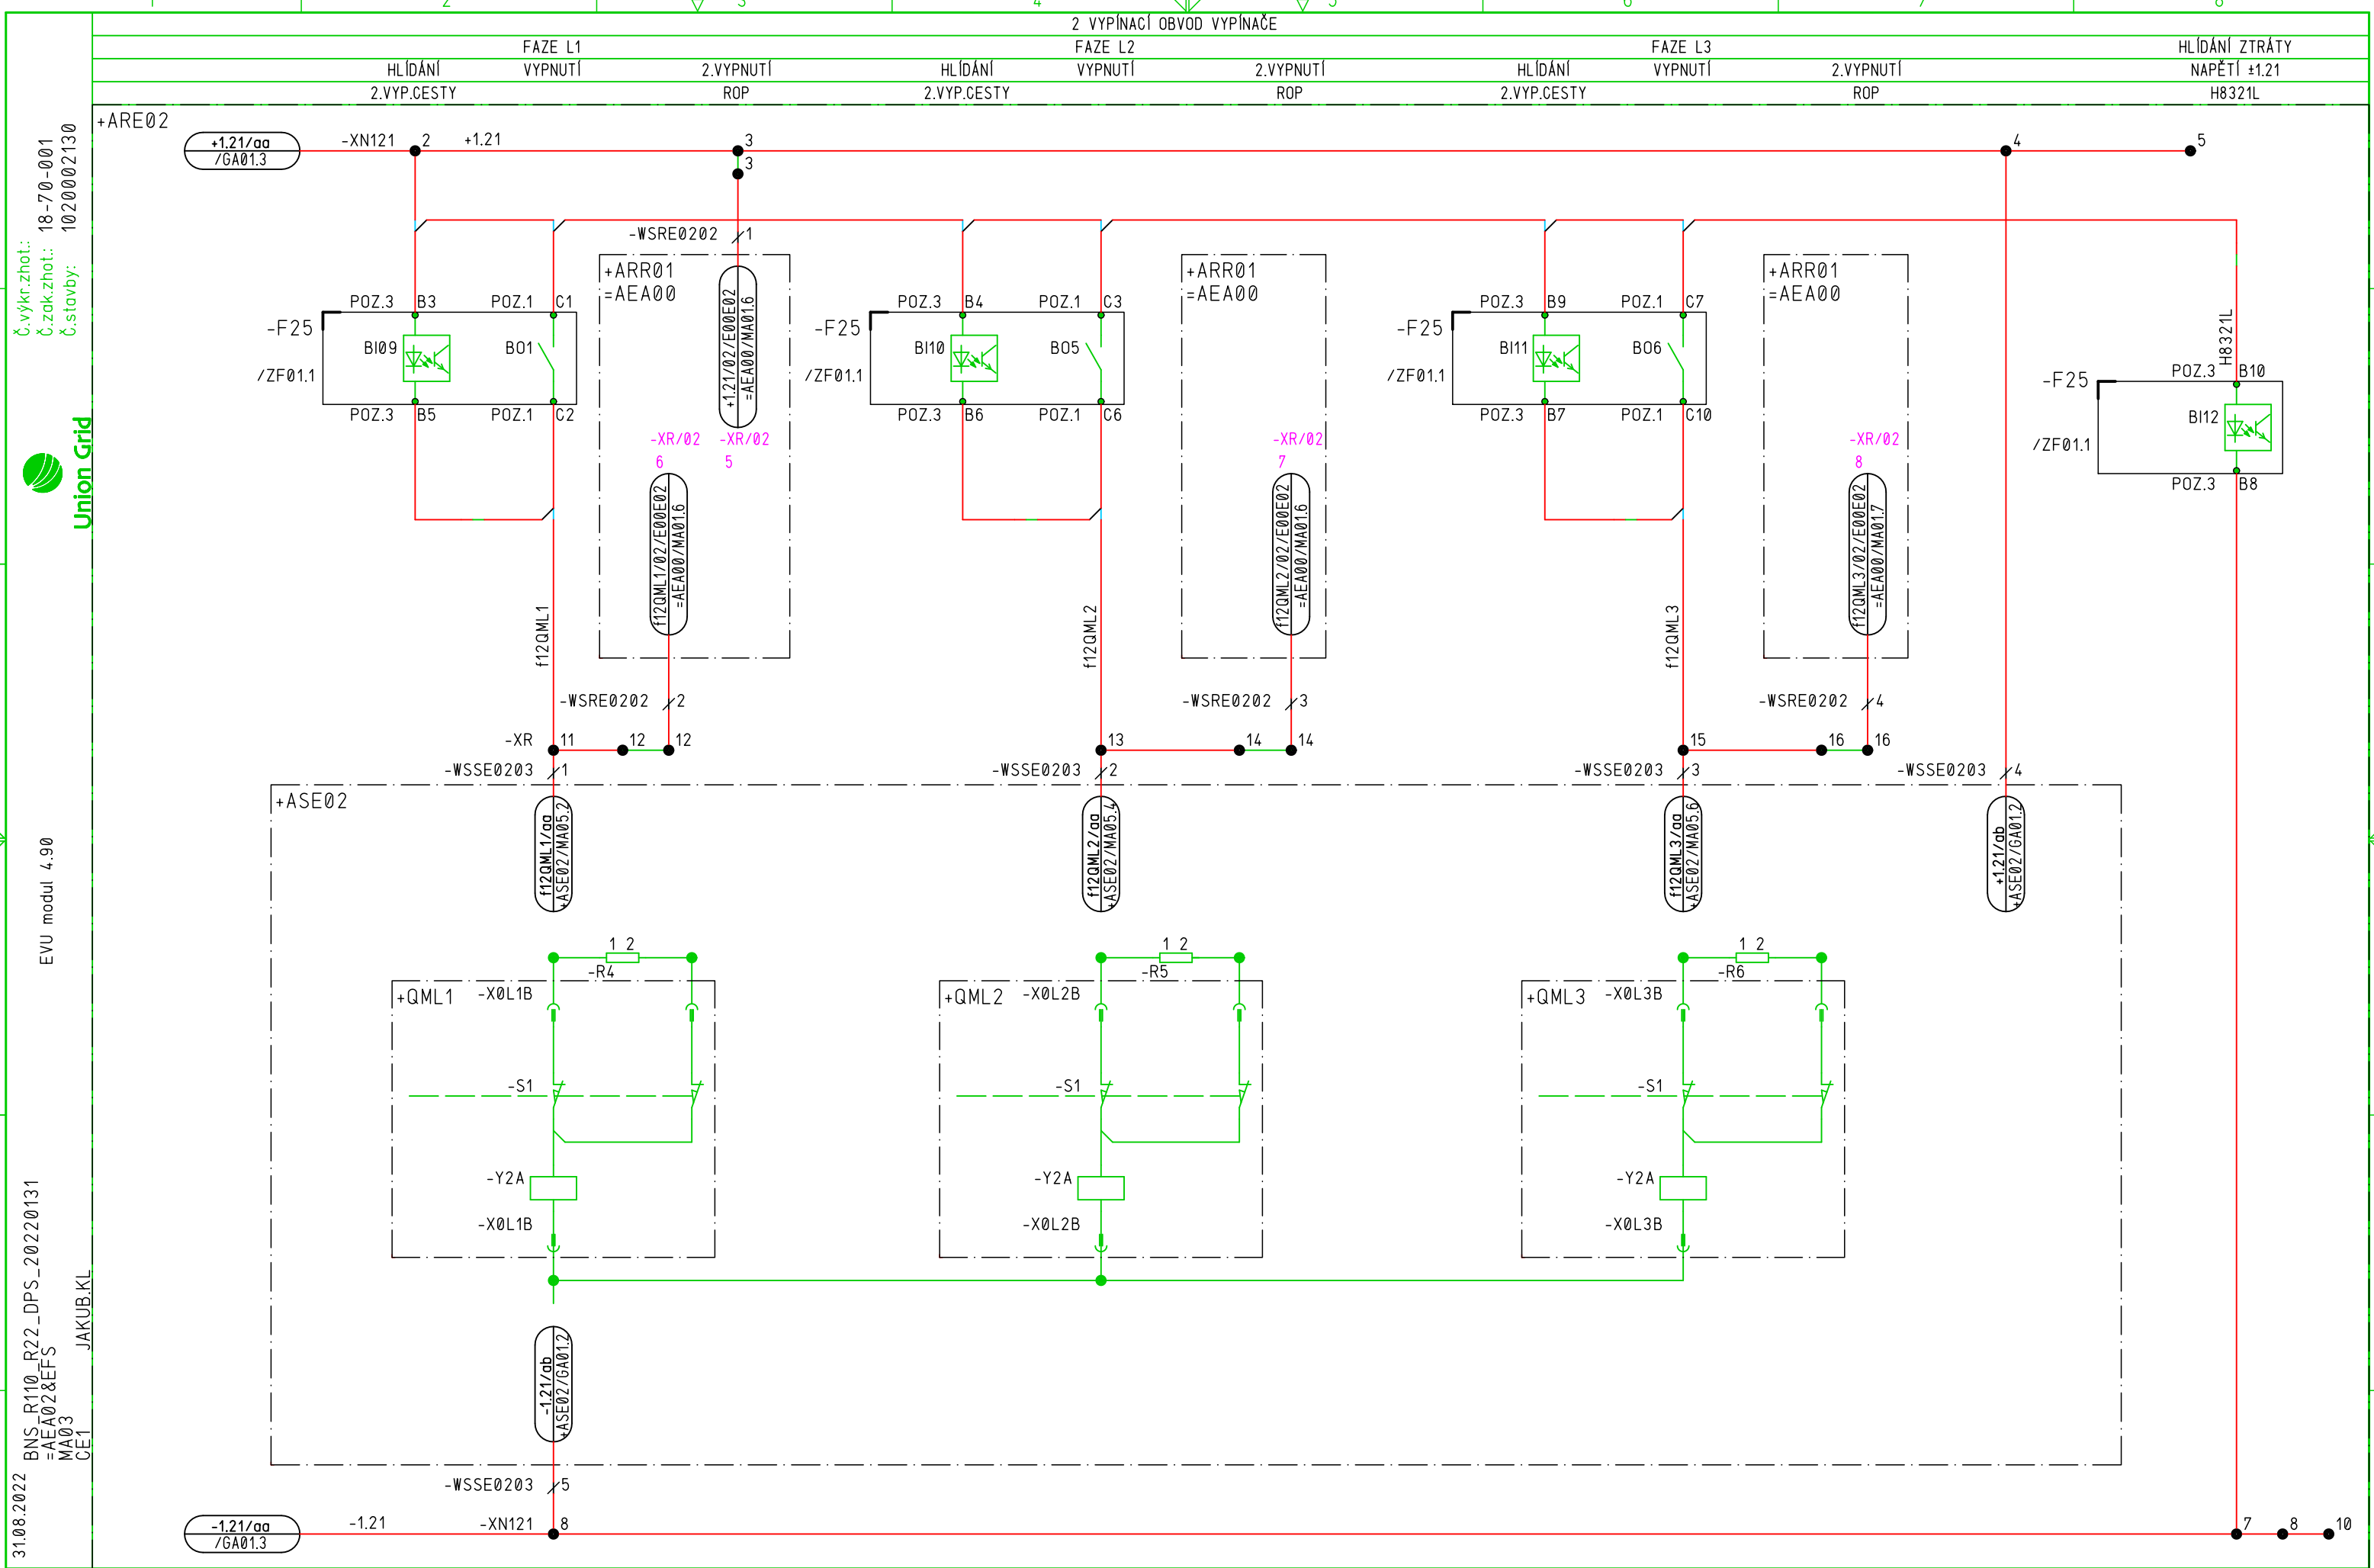 1 2 3 4 5 6 7 8
2 VYPÍNACÍ OBVOD VYPÍNAČE
FAZE L1 FAZE L2 FAZE L3 HLÍDÁNÍ ZTRÁTY
HLÍDÁNÍ VYPNUTÍ 2.VYPNUTÍ HLÍDÁNÍ VYPNUTÍ 2.VYPNUTÍ HLÍDÁNÍ VYPNUTÍ 2.VYPNUTÍ NAPĚTÍ ±1.21
2.VYP.CESTY ROP 2.VYP.CESTY ROP 2.VYP.CESTY ROP H8321L
+ARE02
+1.21/aa
/GA01.3
-XN121 2 +1.21 3 4 5
3
-WSRE0202 1
+ARR01 +ARR01 +ARR01
=AEA00 =AEA00 =AEA00
+1.21/02/E00E02
=AEA00/MA01.6
POZ.3 B3 POZ.1 C1 POZ.3 B4 POZ.1 C3 POZ.3 B9 POZ.1 C7
-F25 -F25 -F25
BI09 BO1 BI10 BO5 BI11 BO6
/ZF01.1 /ZF01.1 /ZF01.1
POZ.3 B5 POZ.1 C2 POZ.3 B6 POZ.1 C6 POZ.3 B7 POZ.1 C10
H8321L
POZ.3 B10
-F25
BI12
/ZF01.1
POZ.3 B8
-XR/02 -XR/02 -XR/02 -XR/02
6 5 7 8
f12QML1/02/E00E02
=AEA00/MA01.6
f12QML2/02/E00E02
=AEA00/MA01.6
f12QML3/02/E00E02
=AEA00/MA01.7
f12QML1 f12QML2 f12QML3
-WSRE0202 2 -WSRE0202 3 -WSRE0202 4
-XR 11 12 12 13 14 14 15 16 16
-WSSE0203 1 -WSSE0203 2 -WSSE0203 3 -WSSE0203 4
+ASE02
f12QML1/aa
+ASE02/MA05.2
f12QML2/aa
+ASE02/MA05.4
f12QML3/aa
+ASE02/MA05.6
+1.21/ab
+ASE02/GA01.2
1 2 1 2 1 2
-R4 -R5 -R6
+QML1 -X0L1B +QML2 -X0L2B +QML3 -X0L3B
-S1 -S1 -S1
-Y2A -Y2A -Y2A
-X0L1B -X0L2B -X0L3B
-1.21/ab
+ASE02/GA01.2
-WSSE0203 5
-1.21/aa
/GA01.3
-1.21 -XN121 8 7 8 10
Č.výkr.zhot.:
Č.zak.zhot.: 18-70-001
Č.stavby: 1020002130
Union Grid
EVU modul 4.90
BNS_R110_R22_DPS_20220131
=AEA02&EFS
MA03
CE1 JAKUB.KL
31.08.2022